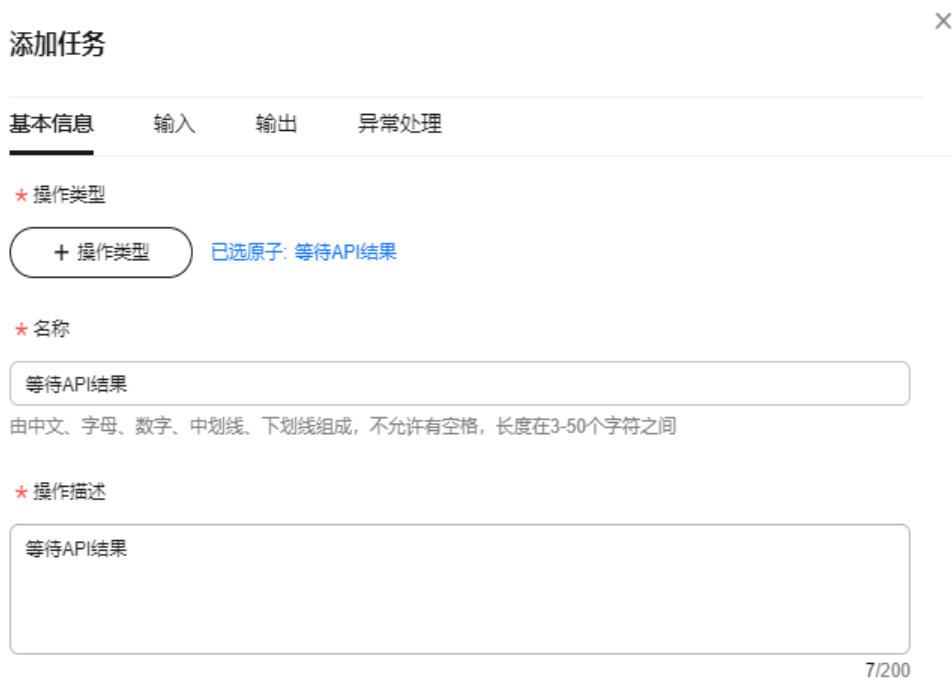 添加任务
基本信息 输入 输出 异常处理
* 操作类型
+ 操作类型 已选原子: 等待API结果
* 名称
等待API结果
由中文、字母、数字、中划线、下划线组成，不允许有空格，长度在3-50个字符之间
* 操作描述
等待API结果
7/200